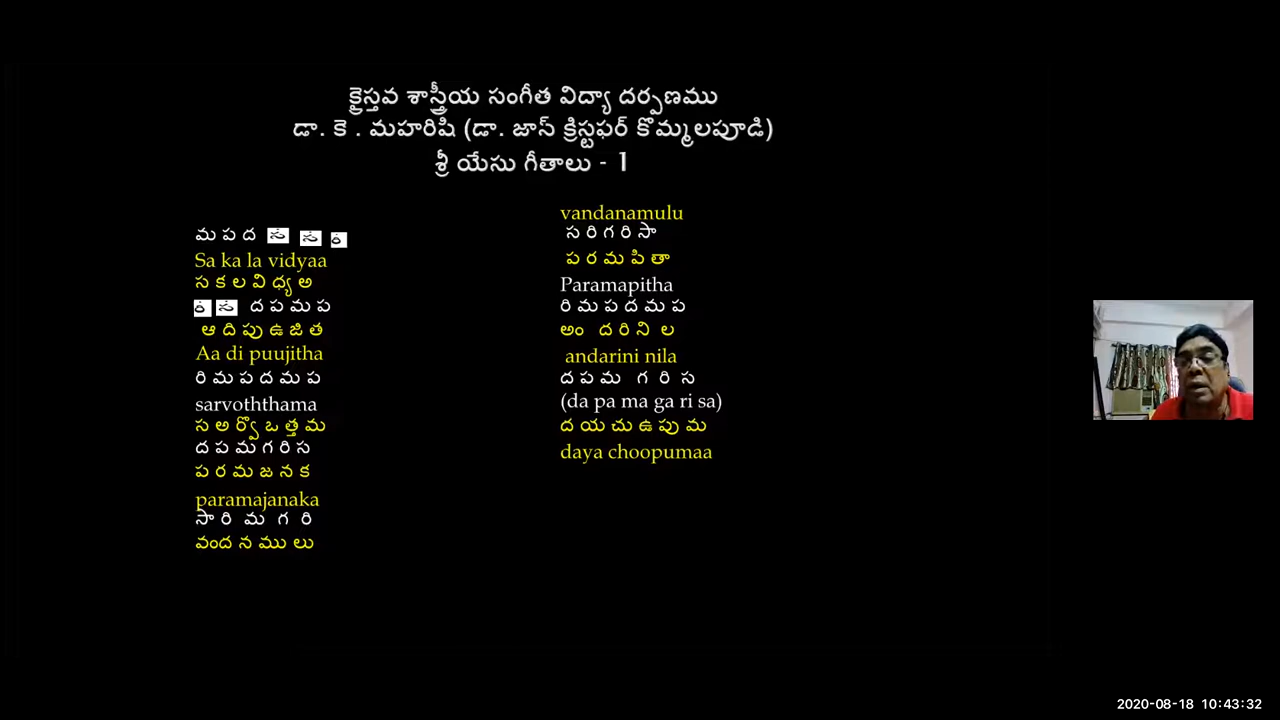 క్రైస్తవ శాస్త్రీయ సంగీత విద్యా దర్పణము
డా. కె . మహరిషి (డా. జాస్ క్రిస్టఫర్ కొమ్మలపూడి)
శ్రీ యేసు గీతాలు - 1
మ ప ద స స రి
Sa ka la vidyaa
స క ల వి ధ్య అ
రి స ద ప మ ప
ఆ ది పు ఉ జి త
Aa di puujitha
రి మ ప ద మ ప
sarvoththama
స అ ర్వొ ఒ త్త మ
ద ప మ గ రి స
ప ర మ జ న క
paramajanaka
సా రి మ గ రి
వంద న ము లు
vandanamulu
స రి గ రి సా
ప ర మ పి తా
Paramapitha
రి మ ప ద మ ప
అం ద రి ని ల
andarini nila
ద ప మ గ రి స
(da pa ma ga ri sa)
ద య చు ఉ పు మ
daya choopumaa
2020-08-18 10:43:32